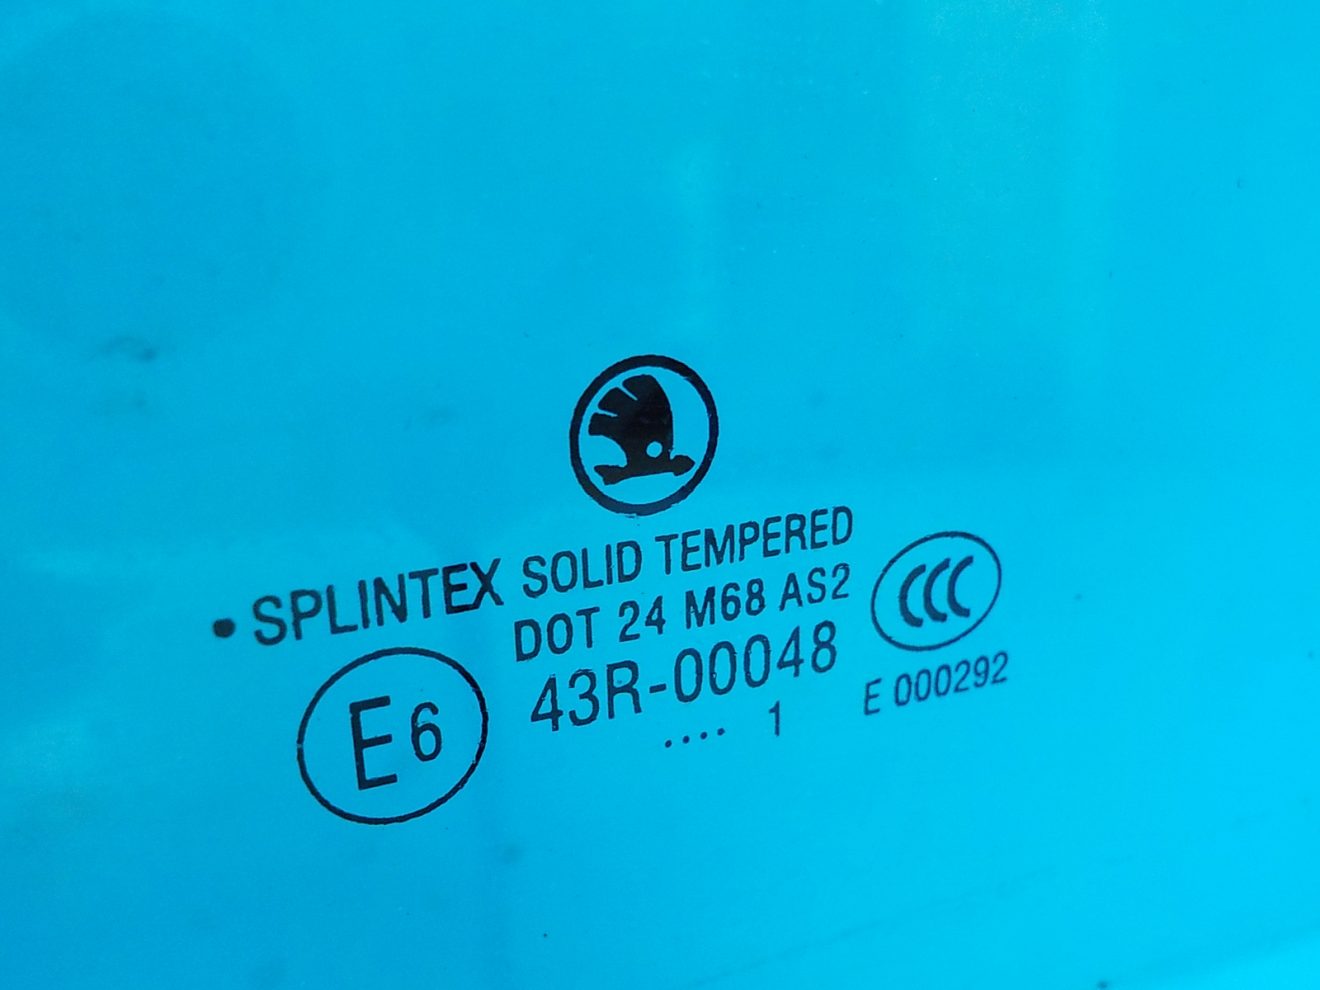 • SPLINTEX SOLID TEMPERED
DOT 24 M68 AS2
CCC
E6
43R-00048
E 000292
.... 1